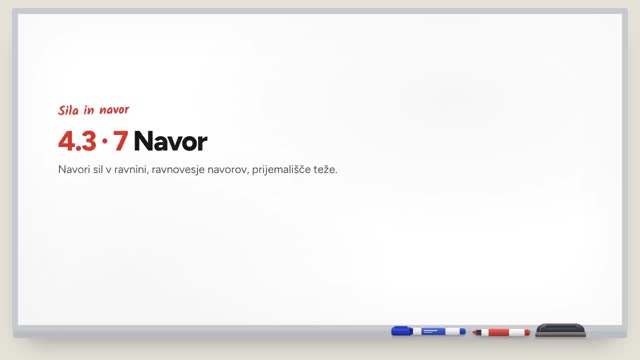 Sila in navor
4.3 · 7 Navor
Navori sil v ravnini, ravnovesje navorov, prijemališče teže.